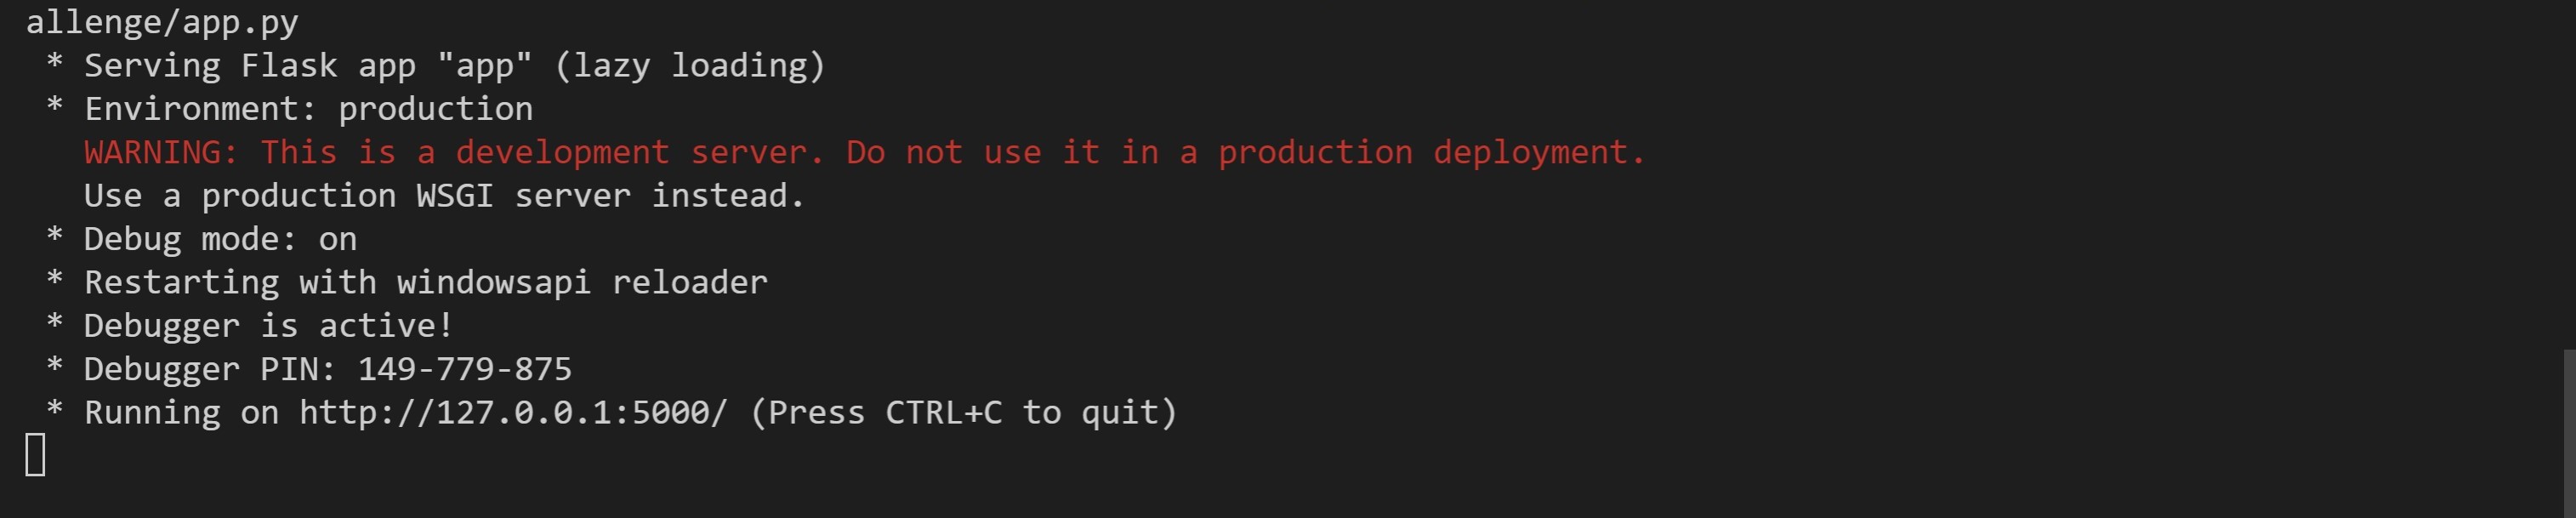 allenge/app.py
* Serving Flask app "app" (lazy loading)
* Environment: production
WARNING: This is a development server. Do not use it in a production deployment.
Use a production WSGI server instead.
* Debug mode: on
* Restarting with windowsapi reloader
* Debugger is active!
* Debugger PIN: 149-779-875
* Running on http://127.0.0.1:5000/ (Press CTRL+C to quit)